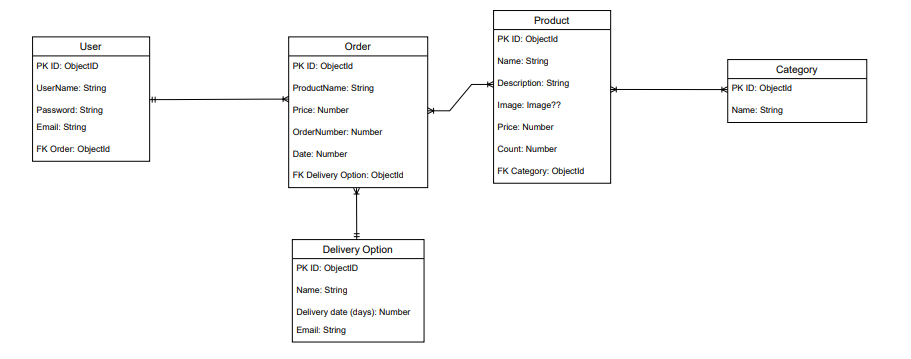 User
PK ID: ObjectID
UserName: String
Password: String
Email: String
FK Order: ObjectId
Order
PK ID: ObjectId
ProductName: String
Price: Number
OrderNumber: Number
Date: Number
FK Delivery Option: ObjectId
Product
PK ID: ObjectId
Name: String
Description: String
Image: Image??
Price: Number
Count: Number
FK Category: ObjectId
Category
PK ID: ObjectId
Name: String
Delivery Option
PK ID: ObjectID
Name: String
Delivery date (days): Number
Email: String